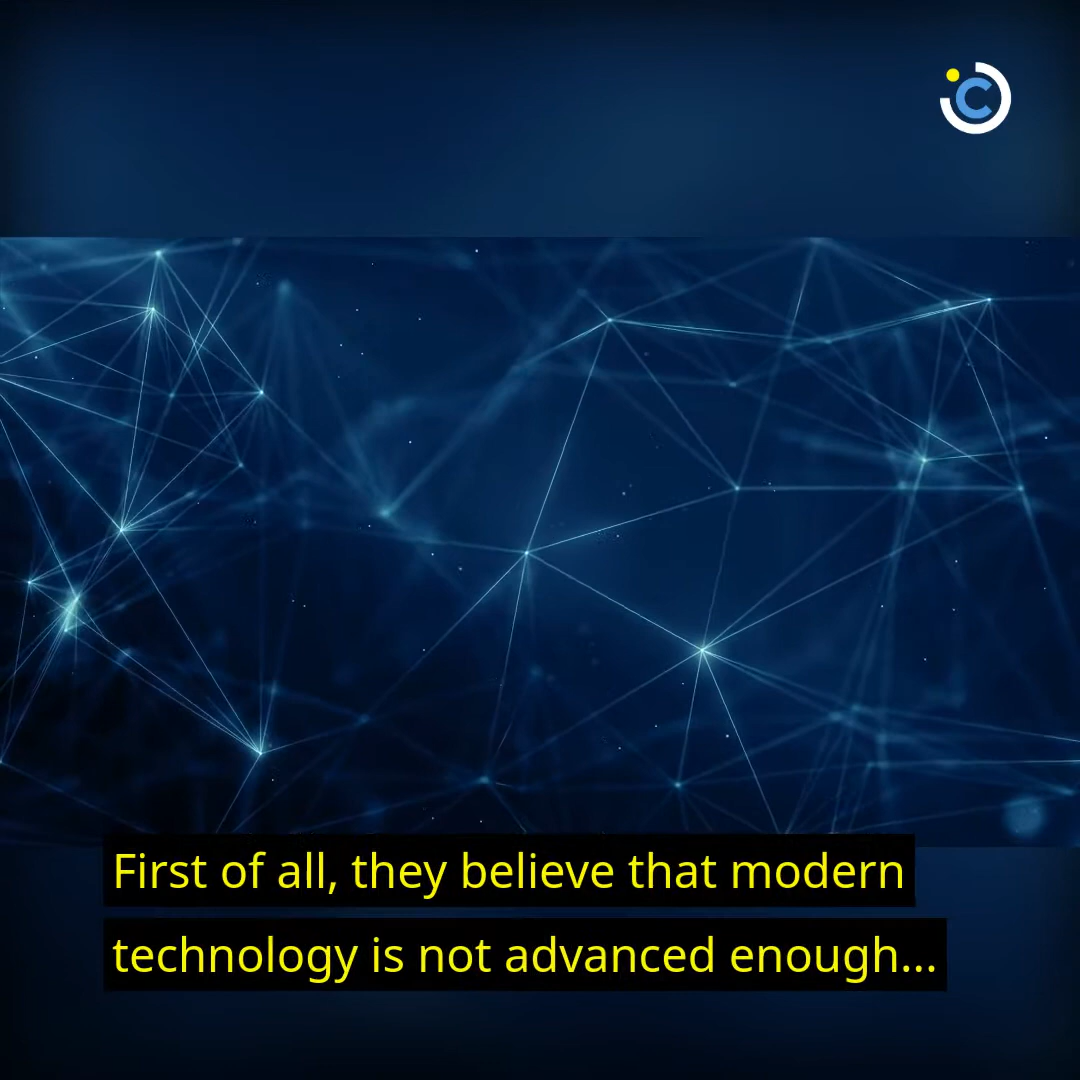 First of all, they believe that modern
technology is not advanced enough...